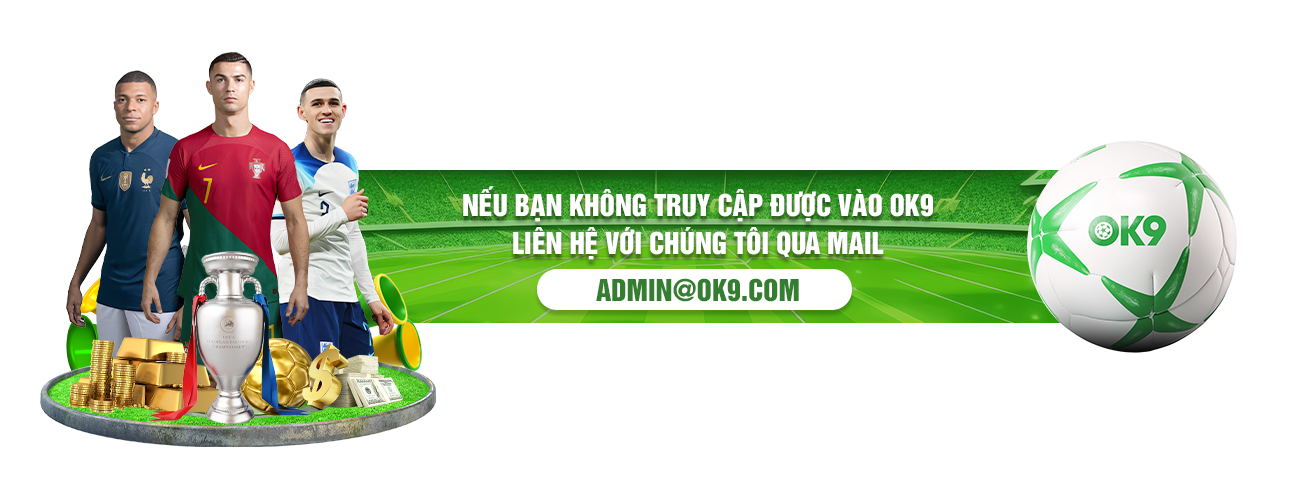 NẾU BẠN KHÔNG TRUY CẬP ĐƯỢC VÀO OK9
LIÊN HỆ VỚI CHÚNG TÔI QUA MAIL
ADMIN@OK9.COM
OK9
7